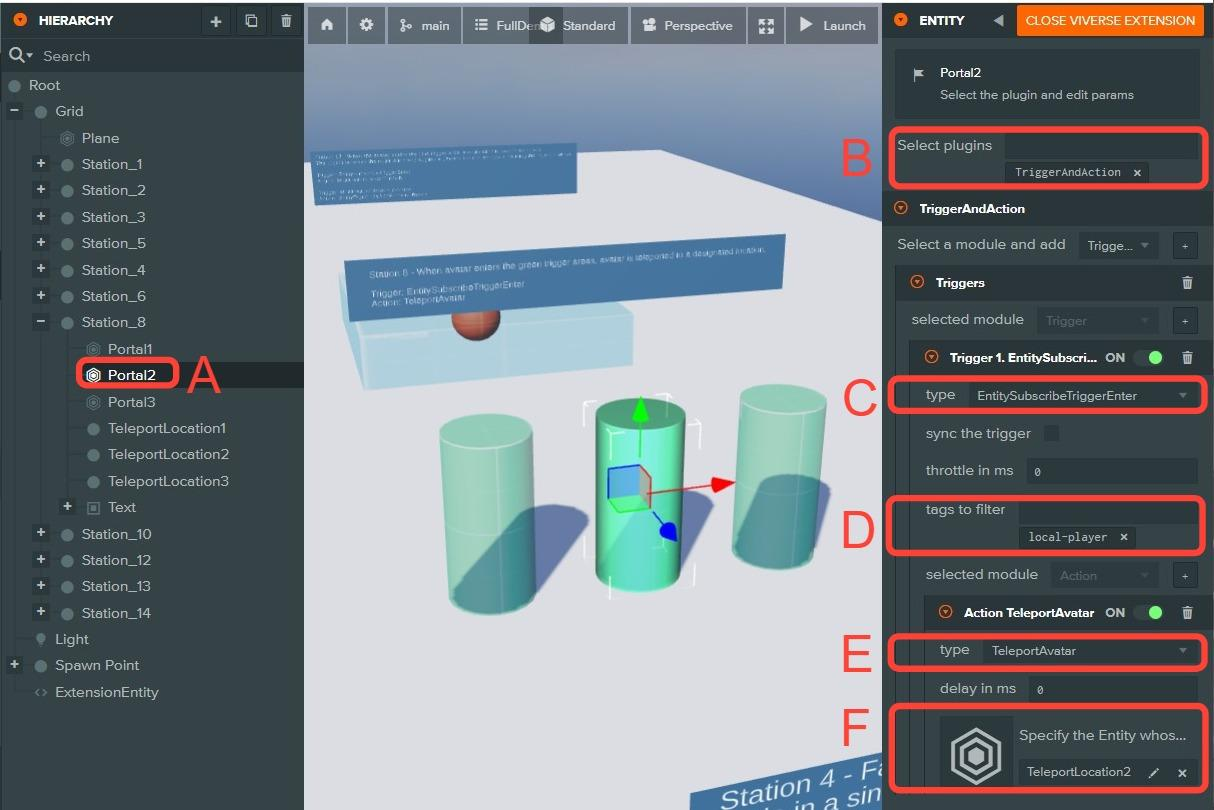 HIERARCHY
Search
Root
Grid
Plane
Station_1
Station_2
Station_3
Station_5
Station_4
Station_6
Station_8
Portal1
Portal2
A
Portal3
TeleportLocation1
TeleportLocation2
TeleportLocation3
Text
Station_10
Station_12
Station_13
Station_14
Light
Spawn Point
ExtensionEntity
main
FullDe
Standard
Perspective
Launch
Station 8 - When avatar enters the green trigger areas, avatar is teleported to a designated location.
Trigger: EntitySubscribeTriggerEnter
Action: TeleportAvatar
Station 4 - Fa
in a sin
ENTITY
CLOSE VIVERSE EXTENSION
Portal2
Select the plugin and edit params
B
Select plugins
TriggerAndAction ×
TriggerAndAction
Select a module and add Trigge... +
Triggers
selected module Trigger +
Trigger 1. EntitySubscri... ON
C
type EntitySubscribeTriggerEnter
sync the trigger
throttle in ms 0
D
tags to filter
local-player ×
selected module Action +
Action TeleportAvatar ON
E
type TeleportAvatar
delay in ms 0
F
Specify the Entity whos...
TeleportLocation2 ×